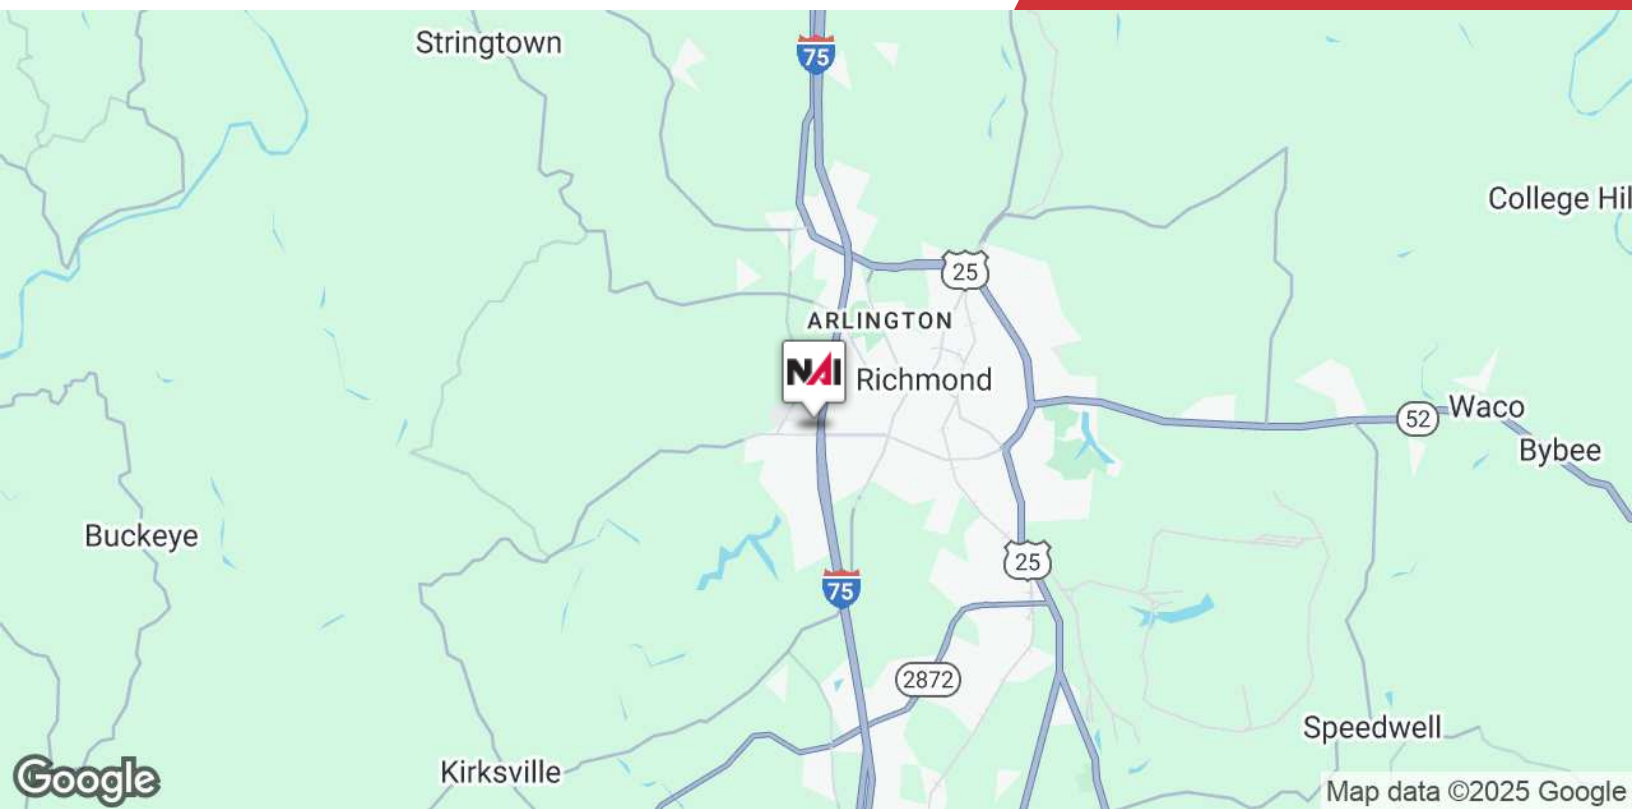 Stringtown
75
College Hil
25
ARLINGTON
NAI
Richmond
52
Waco
Bybee
Buckeye
25
75
2872
Speedwell
Kirksville
Google
Map data ©2025 Google